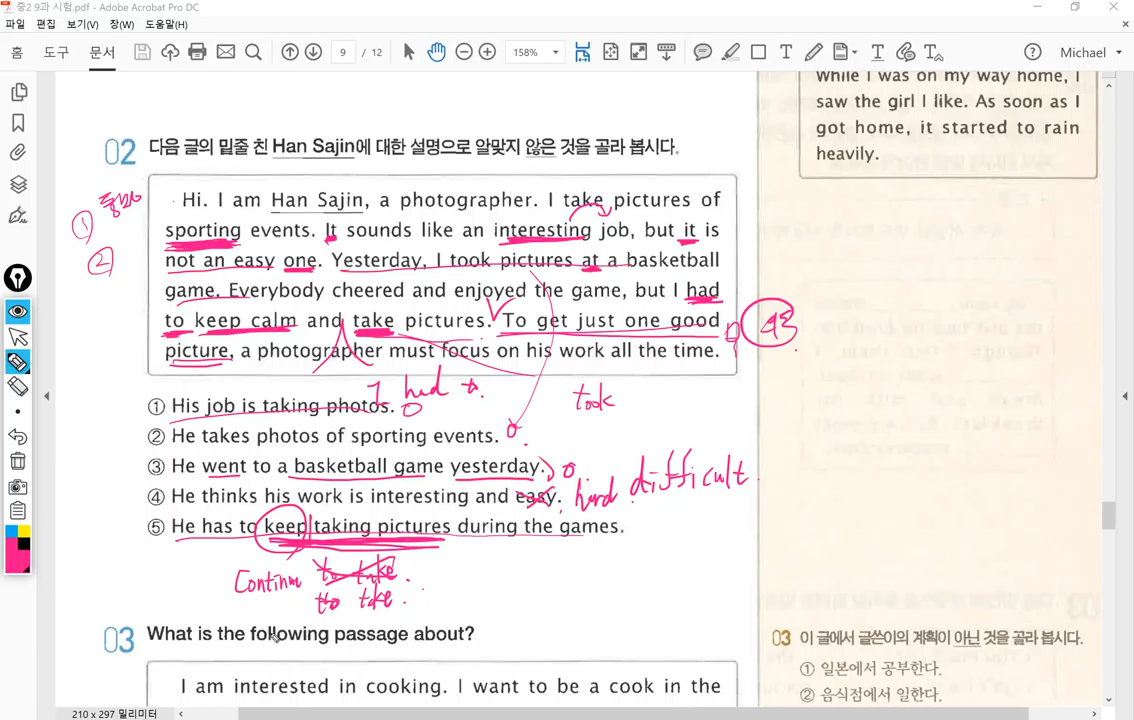 중2 9과 시험.pdf - Adobe Acrobat Pro DC
파일 편집 보기(V) 창(W) 도움말(H)
홈 도구 문서 9 / 12 158% Michael
While I was on my way home, I
saw the girl I like. As soon as I
got home, it started to rain
heavily.
02 다음 글의 밑줄 친 Han Sajin에 대한 설명으로 알맞지 않은 것을 골라 봅시다.
① ②
Hi. I am Han Sajin, a photographer. I take pictures of
sporting events. It sounds like an interesting job, but it is
not an easy one. Yesterday, I took pictures at a basketball
game. Everybody cheered and enjoyed the game, but I had
to keep calm and take pictures. To get just one good
picture, a photographer must focus on his work all the time.
I had to.
took
① His job is taking photos.
② He takes photos of sporting events.
③ He went to a basketball game yesterday.
④ He thinks his work is interesting and easy. hard difficult.
⑤ He has to keep taking pictures during the games.
Continue to take.
to take.
03 What is the following passage about?
I am interested in cooking. I want to be a cook in the
03 이 글에서 글쓴이의 계획이 아닌 것을 골라 봅시다.
① 일본에서 공부한다.
② 음식점에서 일한다.
210 x 297 밀리미터